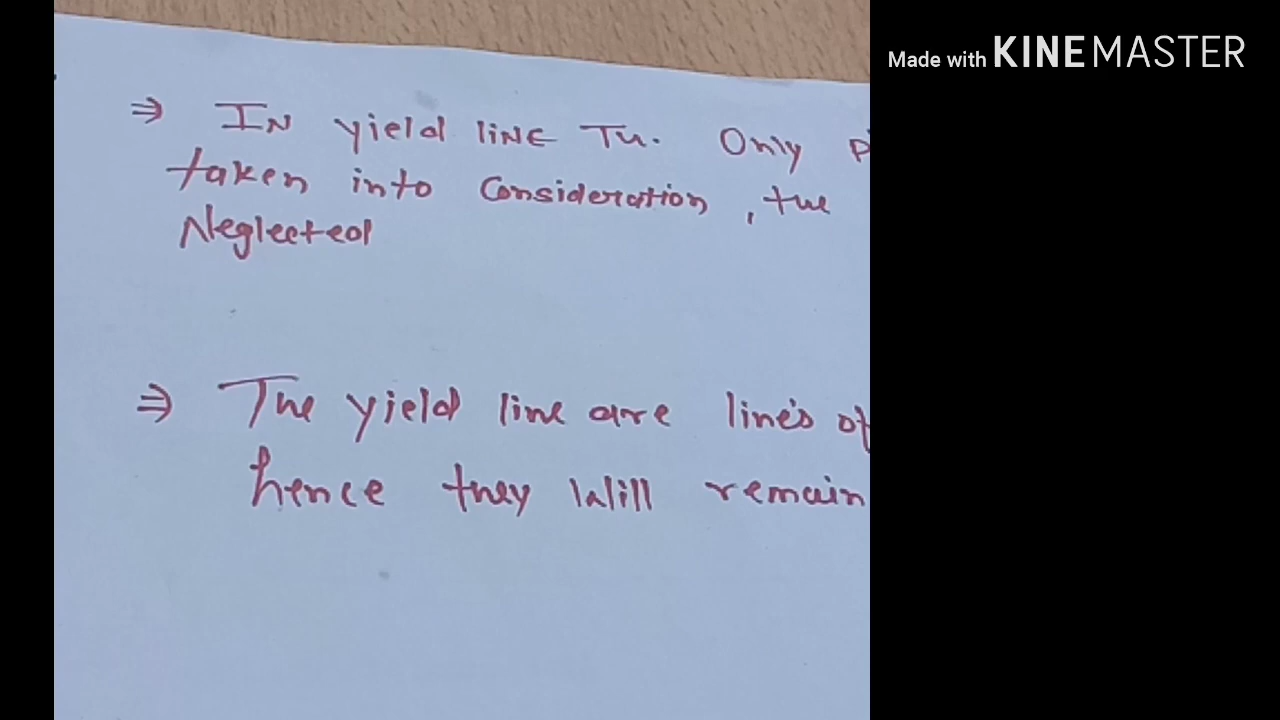 Made with KINEMASTER
⇒ IN yield liNE TH. Only P
taken into Consideration, the
Neglected
⇒ The yield line are line's of
hence they will remain